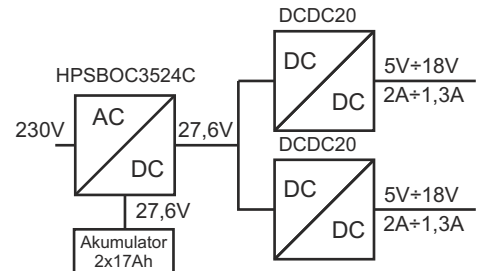 DCDC20
DC
DC
5V÷18V
2A÷1,3A
HPSBOC3524C
230V
AC
DC
27,6V
27,6V
Akumulator
2x17Ah
DCDC20
DC
DC
5V÷18V
2A÷1,3A